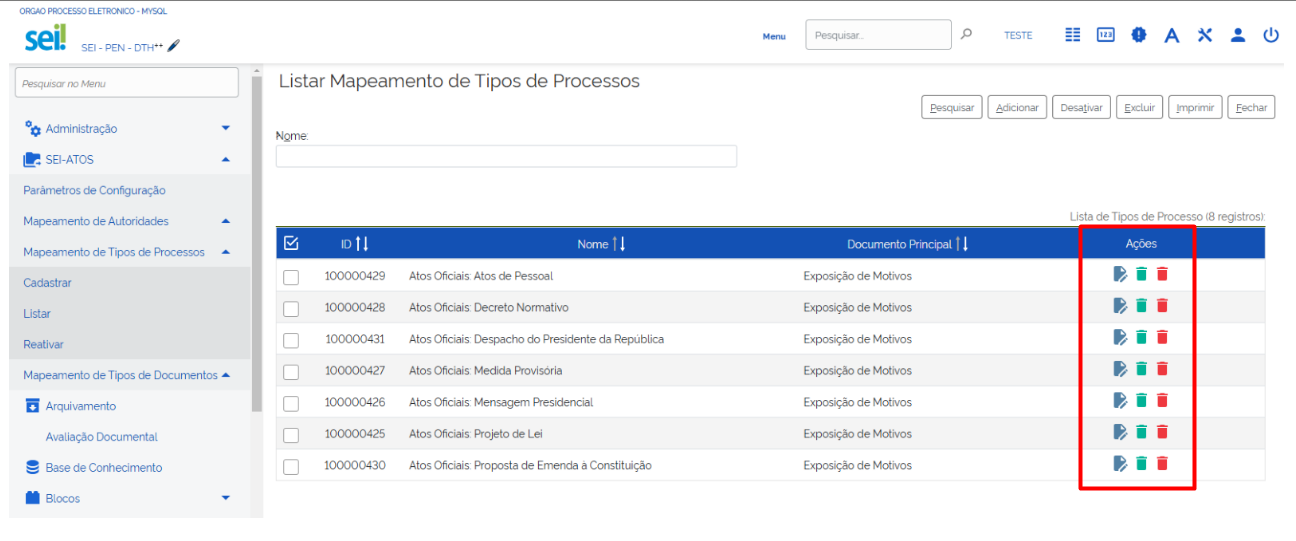 ORGAO PROCESSO ELETRONICO - MYSQL
sei!
SEI - PEN - DTH++
Menu
Pesquisar...
TESTE
123
A
Pesquisar no Menu
Administração
SEI-ATOS
Parâmetros de Configuração
Mapeamento de Autoridades
Mapeamento de Tipos de Processos
Cadastrar
Listar
Reativar
Mapeamento de Tipos de Documentos
Arquivamento
Avaliação Documental
Base de Conhecimento
Blocos
Listar Mapeamento de Tipos de Processos
Pesquisar Adicionar Desativar Excluir Imprimir Fechar
Nome:
Lista de Tipos de Processo (8 registros):
ID Nome Documento Principal Ações
100000429 Atos Oficiais: Atos de Pessoal Exposição de Motivos
100000428 Atos Oficiais: Decreto Normativo Exposição de Motivos
100000431 Atos Oficiais: Despacho do Presidente da República Exposição de Motivos
100000427 Atos Oficiais: Medida Provisória Exposição de Motivos
100000426 Atos Oficiais: Mensagem Presidencial Exposição de Motivos
100000425 Atos Oficiais: Projeto de Lei Exposição de Motivos
100000430 Atos Oficiais: Proposta de Emenda à Constituição Exposição de Motivos